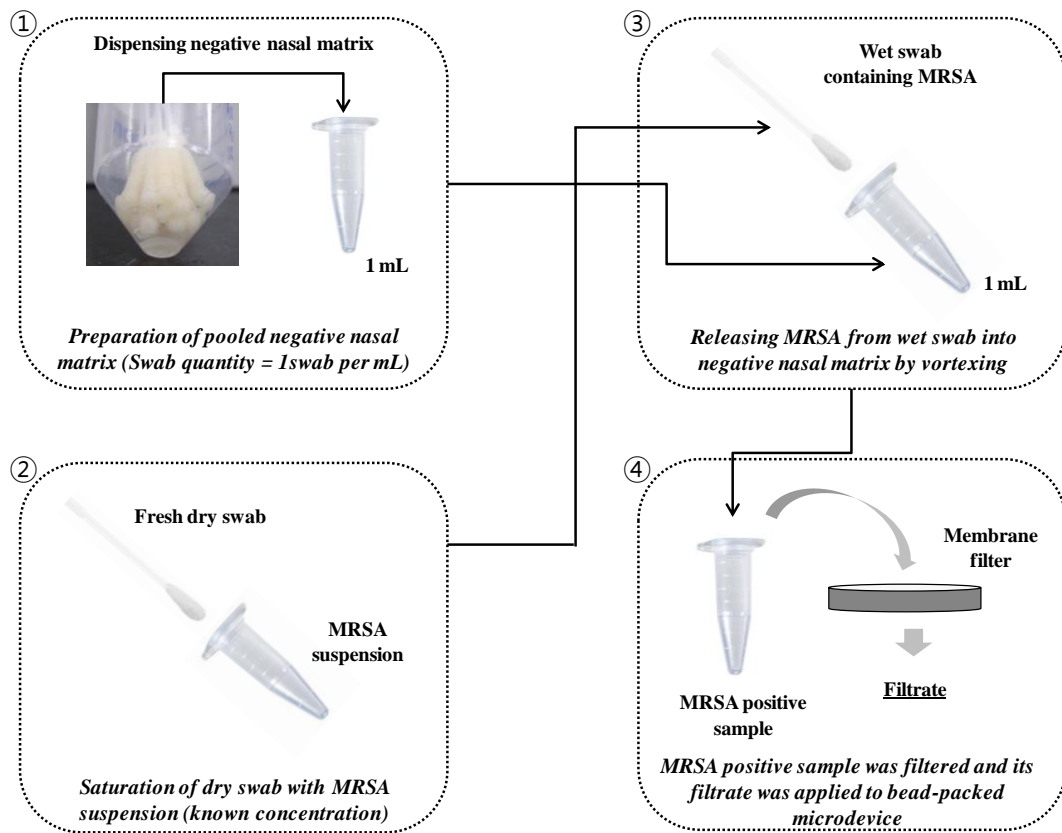 ①
Dispensing negative nasal matrix
1 mL
Preparation of pooled negative nasal
matrix (Swab quantity = 1swab per mL)
②
Fresh dry swab
MRSA
suspension
Saturation of dry swab with MRSA
suspension (known concentration)
③
Wet swab
containing MRSA
1 mL
Releasing MRSA from wet swab into
negative nasal matrix by vortexing
④
Membrane
filter
MRSA positive
sample
Filtrate
MRSA positive sample was filtered and its
filtrate was applied to bead-packed
microdevice